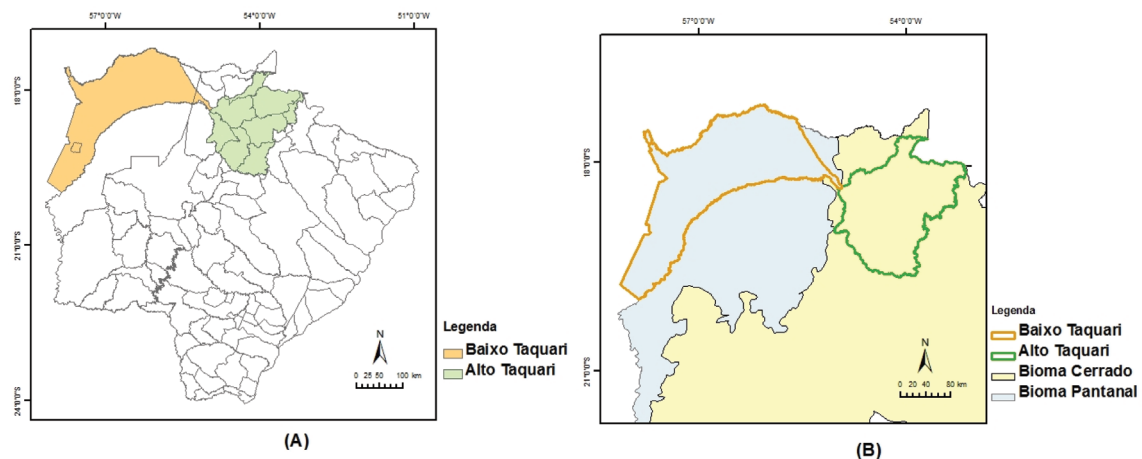 57°0'0"S 54°0'0"S 51°0'0"S
18°0'0"S
21°0'0"S
24°0'0"S
N
0 25 50 100 km
Legenda
Baixo Taquari
Alto Taquari
(A)
57°0'0"S 54°0'0"S
18°0'0"S
21°0'0"S
N
0 20 40 80 km
Legenda
Baixo Taquari
Alto Taquari
Bioma Cerrado
Bioma Pantanal
(B)